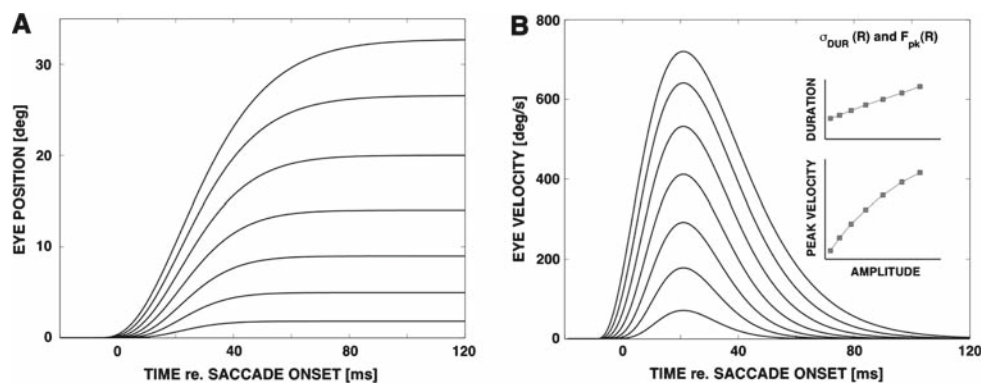 A
EYE POSITION [deg]
30
20
10
0
0 40 80 120
TIME re. SACCADE ONSET [ms]
B
EYE VELOCITY [deg/s]
800
600
400
200
0
0 40 80 120
TIME re. SACCADE ONSET [ms]
σDUR (R) and Fpk(R)
DURATION
PEAK VELOCITY
AMPLITUDE